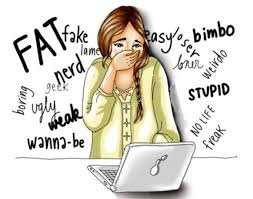 FAT
fake
lame
easy
loser
bimbo
nerd
geek
loner
weirdo
boring
ugly
weak
wanna-be
STUPID
NO LIFE
freak